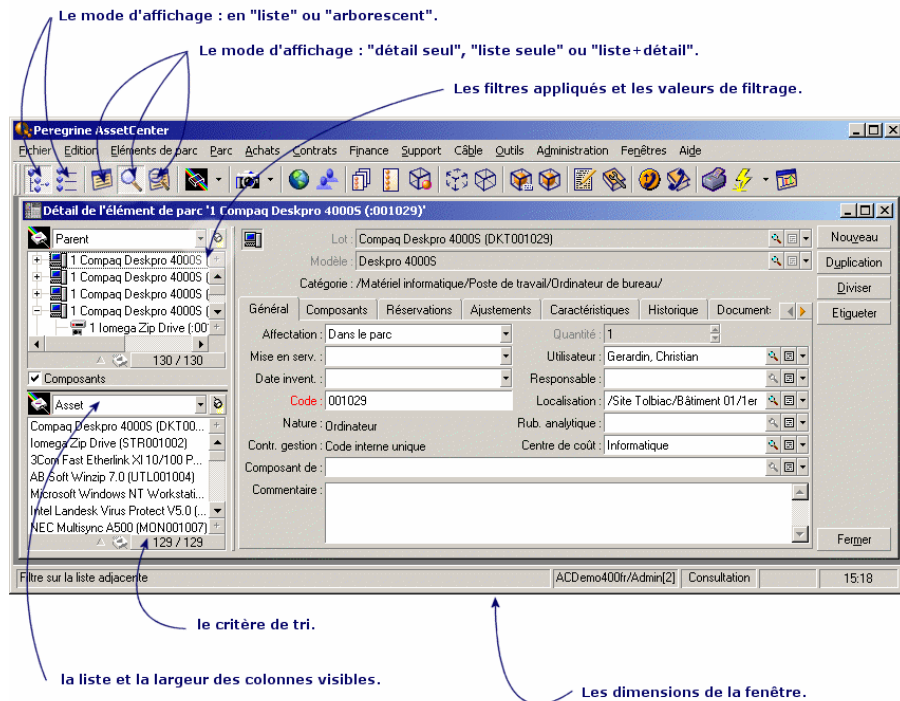 Le mode d'affichage : en "liste" ou "arborescent".
Le mode d'affichage : "détail seul", "liste seule" ou "liste+détail".
Les filtres appliqués et les valeurs de filtrage.
Peregrine AssetCenter
Fichier Edition Eléments de parc Parc Achats Contrats Finance Support Câble Outils Administration Fenêtres Aide
Détail de l'élément de parc '1 Compaq Deskpro 4000S (:001029)'
Parent
Lot : Compaq Deskpro 4000S (DKT001029)
Nouveau
1 Compaq Deskpro 4000S
Modèle : Deskpro 4000S
Duplication
1 Compaq Deskpro 4000S (
Catégorie : /Matériel informatique/Poste de travail/Ordinateur de bureau/
Diviser
1 Compaq Deskpro 4000S (
1 Compaq Deskpro 4000S (
Général Composants Réservations Ajustements Caractéristiques Historique Document:
Etiqueter
1 Iomega Zip Drive (:00
Affectation : Dans le parc
Quantité : 1
130 / 130
Mise en serv. :
Utilisateur : Gerardin, Christian
Composants
Date invent. :
Responsable :
Asset
Code : 001029
Localisation : /Site Tolbiac/Bâtiment 01/1er
Compaq Deskpro 4000S (DKT00...
Nature : Ordinateur
Rub. analytique :
Iomega Zip Drive (STR001002)
Contr. gestion : Code interne unique
Centre de coût : Informatique
3Com Fast Etherlink XI 10/100 P...
Composant de :
AB Soft Winzip 7.0 (UTL001004)
Commentaire :
Microsoft Windows NT Workstati...
Intel Landesk Virus Protect V5.0 (...
NEC Multisync A500 (MON001007)
129 / 129
Fermer
Filtre sur la liste adjacente
ACDemo400fr/Admin[2]
Consultation
15:18
le critère de tri.
la liste et la largeur des colonnes visibles.
Les dimensions de la fenêtre.